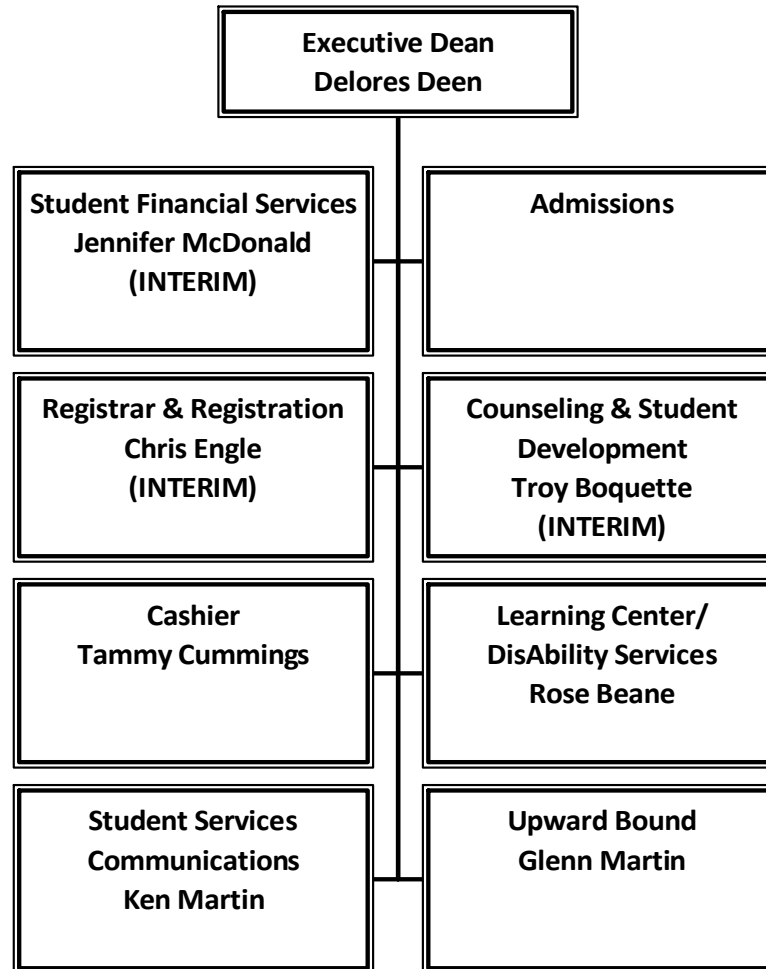 Executive Dean
Delores Deen
Student Financial Services
Jennifer McDonald
(INTERIM)
Admissions
Registrar & Registration
Chris Engle
(INTERIM)
Counseling & Student
Development
Troy Boquette
(INTERIM)
Cashier
Tammy Cummings
Learning Center/
DisAbility Services
Rose Beane
Student Services
Communications
Ken Martin
Upward Bound
Glenn Martin